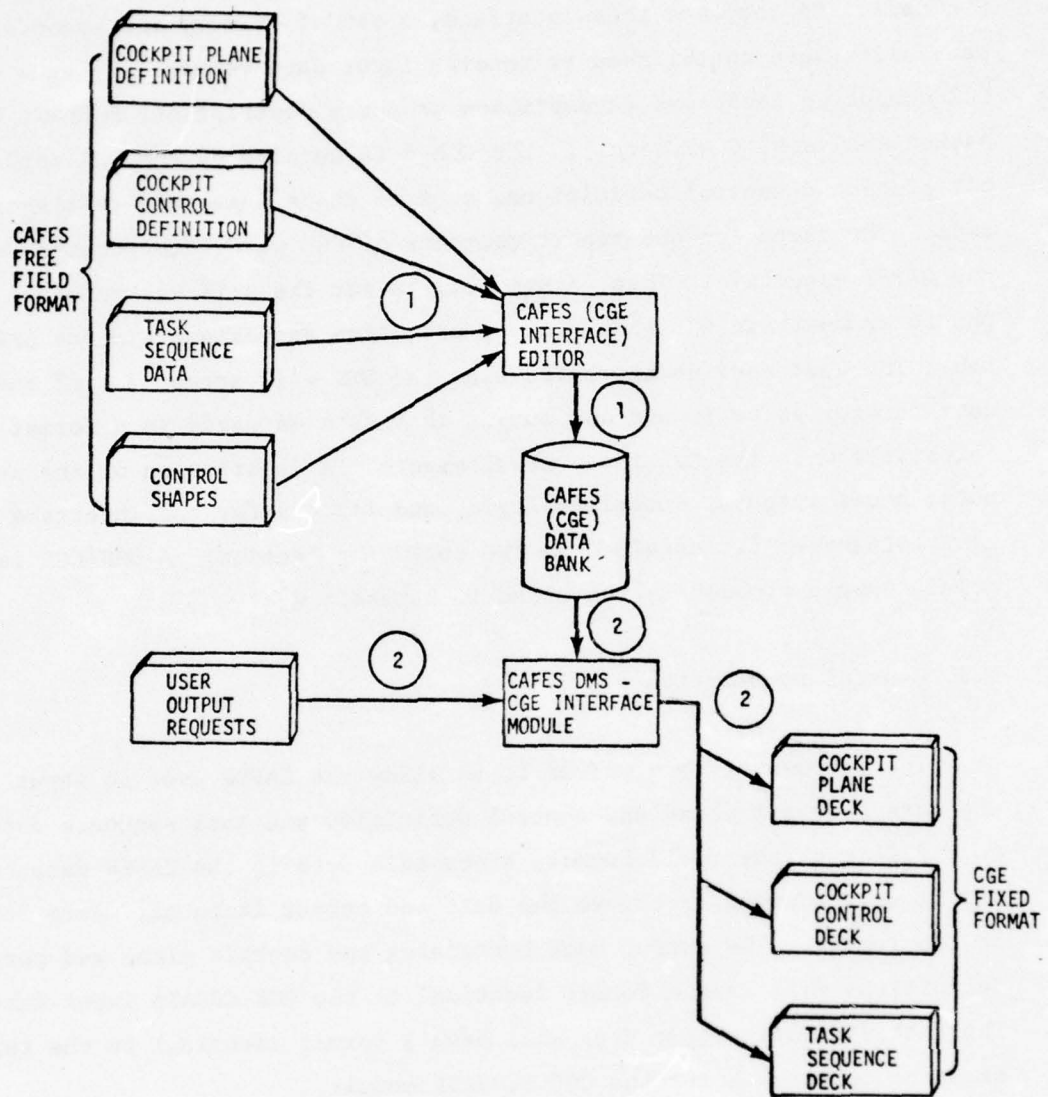 COCKPIT PLANE
DEFINITION
COCKPIT
CONTROL
DEFINITION
CAFES
FREE
FIELD
FORMAT
1
TASK
SEQUENCE
DATA
CAFES (CGE
INTERFACE)
EDITOR
1
CONTROL
SHAPES
CAFES
(CGE)
DATA
BANK
2
2
USER
OUTPUT
REQUESTS
CAFES DMS -
CGE INTERFACE
MODULE
2
COCKPIT
PLANE
DECK
COCKPIT
CONTROL
DECK
CGE
FIXED
FORMAT
TASK
SEQUENCE
DECK